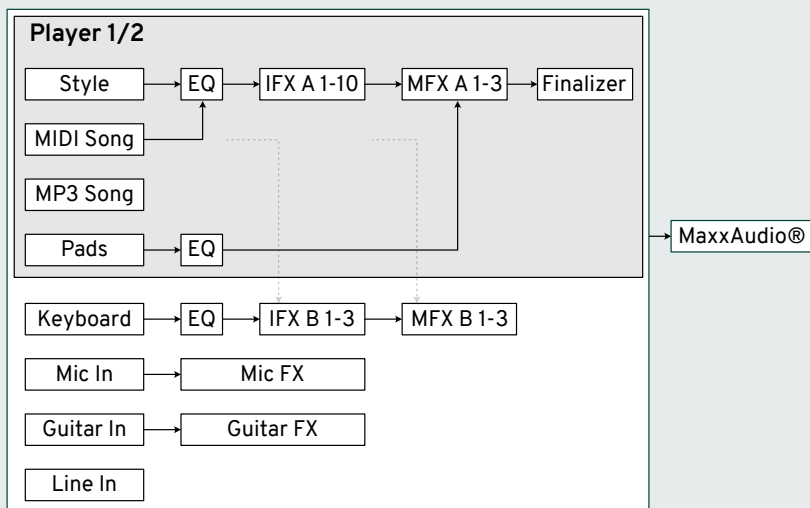 Player 1/2
Style EQ IFX A 1-10 MFX A 1-3 Finalizer
MIDI Song
MP3 Song
Pads EQ
MaxxAudio®
Keyboard EQ IFX B 1-3 MFX B 1-3
Mic In Mic FX
Guitar In Guitar FX
Line In